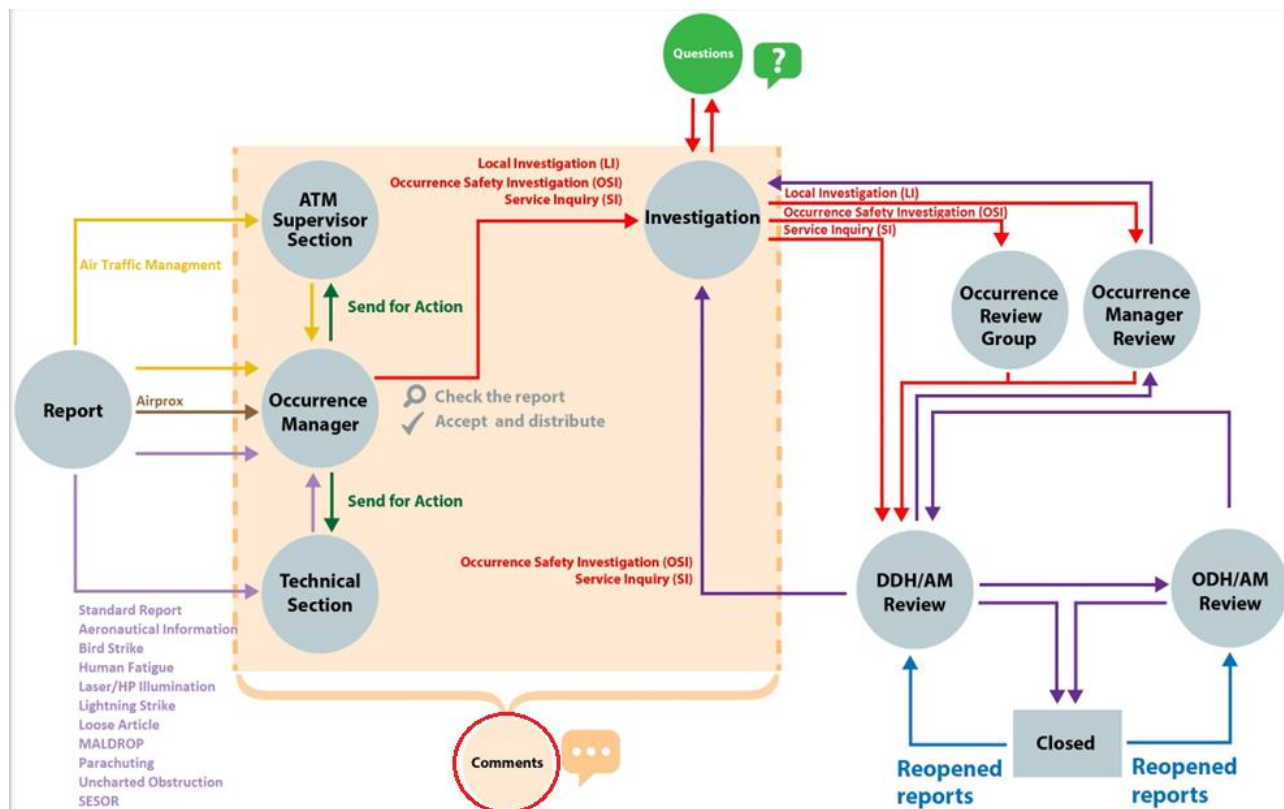 Questions
?
Local Investigation (LI)
Occurrence Safety Investigation (OSI)
Service Inquiry (SI)
ATM
Supervisor
Section
Investigation
Local Investigation (LI)
Occurrence Safety Investigation (OSI)
Service Inquiry (SI)
Air Traffic Managment
Send for Action
Occurrence
Review
Group
Occurrence
Manager
Review
Report
Airprox
Occurrence
Manager
Check the report
Accept and distribute
Send for Action
Occurrence Safety Investigation (OSI)
Service Inquiry (SI)
Technical
Section
DDH/AM
Review
ODH/AM
Review
Standard Report
Aeronautical Information
Bird Strike
Human Fatigue
Laser/HP Illumination
Lightning Strike
Loose Article
MALDROP
Parachuting
Uncharted Obstruction
SESOR
Comments
Closed
Reopened
reports
Reopened
reports